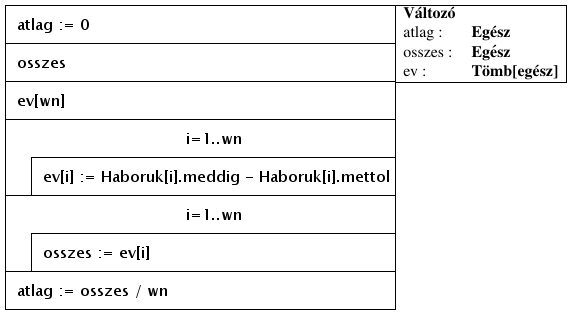 atlag := 0
osszes
ev[wn]
i=1..wn
ev[i] := Haboruk[i].meddig - Haboruk[i].mettol
i=1..wn
osszes := ev[i]
atlag := osszes / wn
Változó
atlag : Egész
osszes : Egész
ev : Tömb[egész]